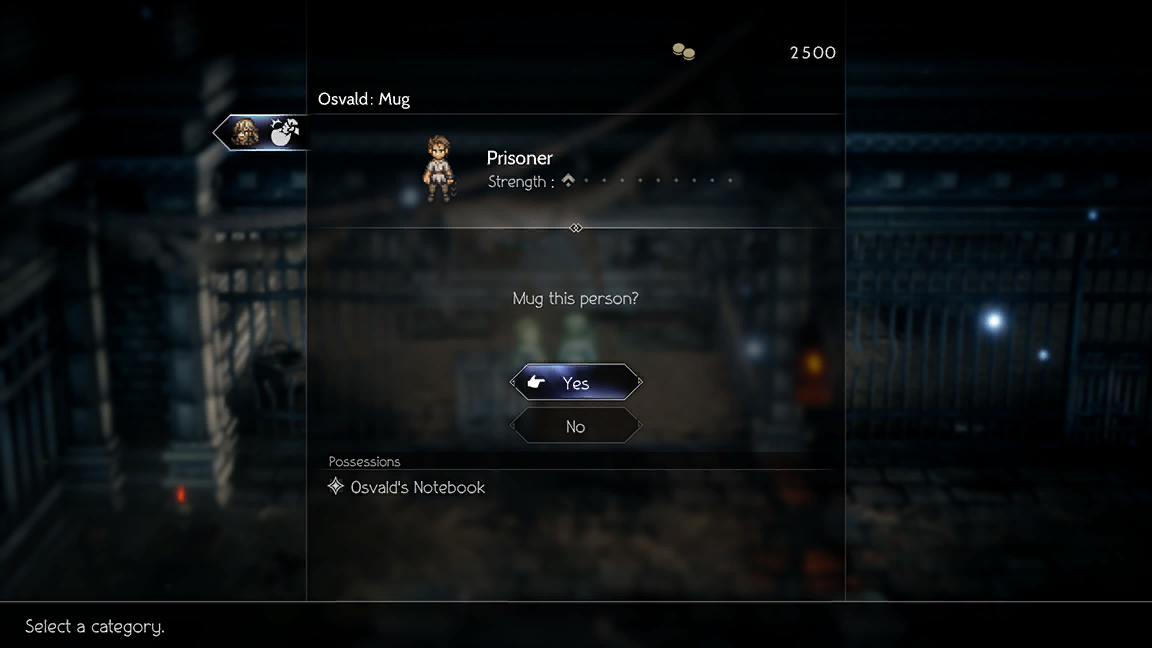 2500
Osvald: Mug
Prisoner
Strength :
Mug this person?
Yes
No
Possessions
Osvald's Notebook
Select a category.